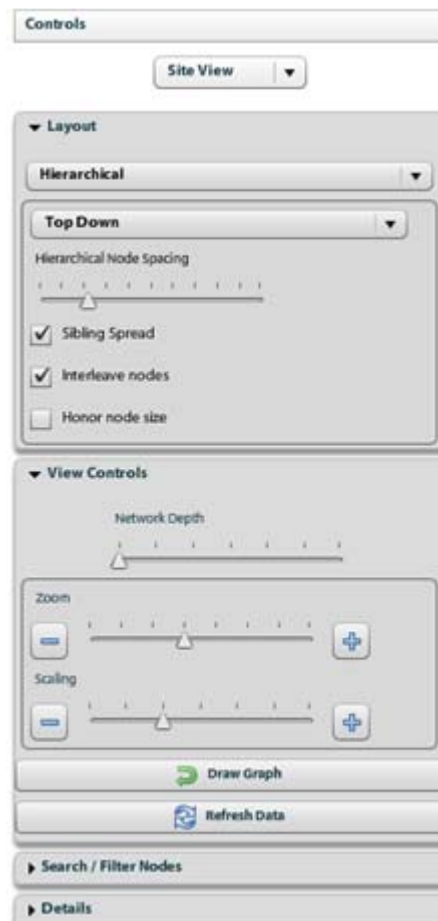 Controls
Site View
Layout
Hierarchical
Top Down
Hierarchical Node Spacing
Sibling Spread
Interleave nodes
Honor node size
View Controls
Network Depth
Zoom
Scaling
Draw Graph
Refresh Data
Search / Filter Nodes
Details